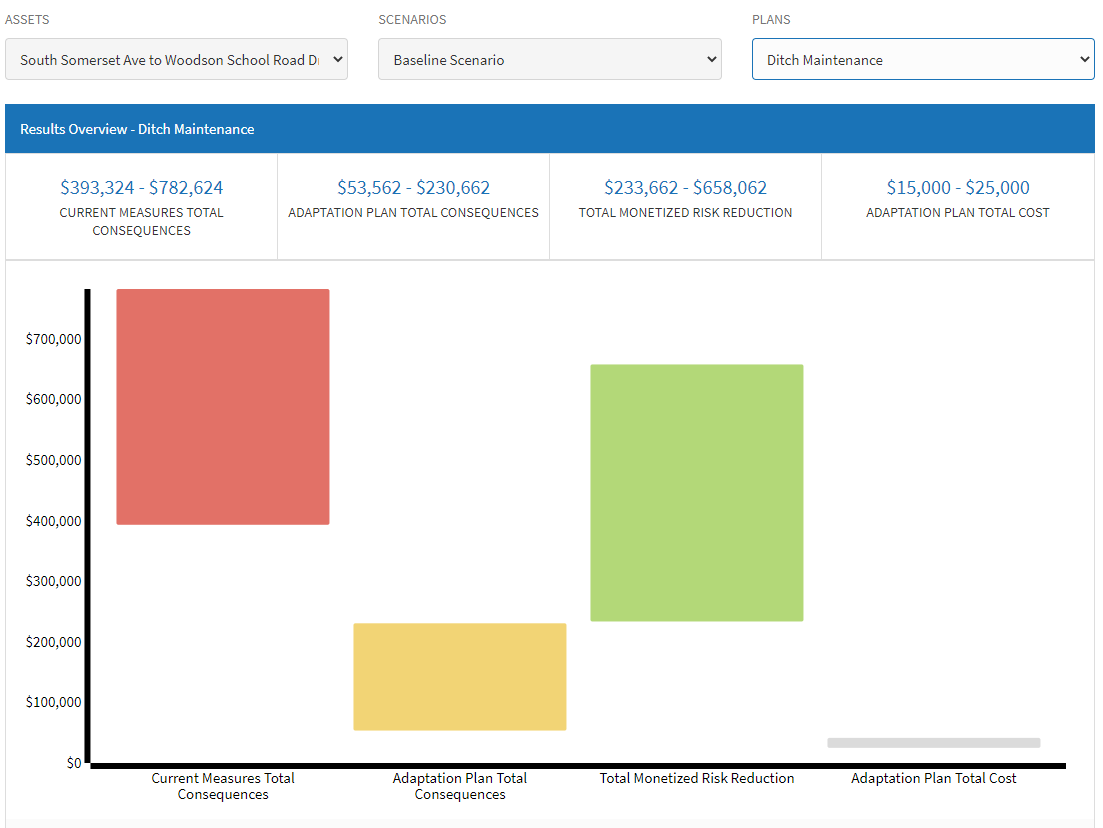 ASSETS
SCENARIOS
PLANS
South Somerset Ave to Woodson School Road D
Baseline Scenario
Ditch Maintenance
Results Overview - Ditch Maintenance
$393,324 - $782,624
CURRENT MEASURES TOTAL
CONSEQUENCES
$53,562 - $230,662
ADAPTATION PLAN TOTAL CONSEQUENCES
$233,662 - $658,062
TOTAL MONETIZED RISK REDUCTION
$15,000 - $25,000
ADAPTATION PLAN TOTAL COST
$700,000
$600,000
$500,000
$400,000
$300,000
$200,000
$100,000
$0
Current Measures Total
Consequences
Adaptation Plan Total
Consequences
Total Monetized Risk Reduction
Adaptation Plan Total Cost